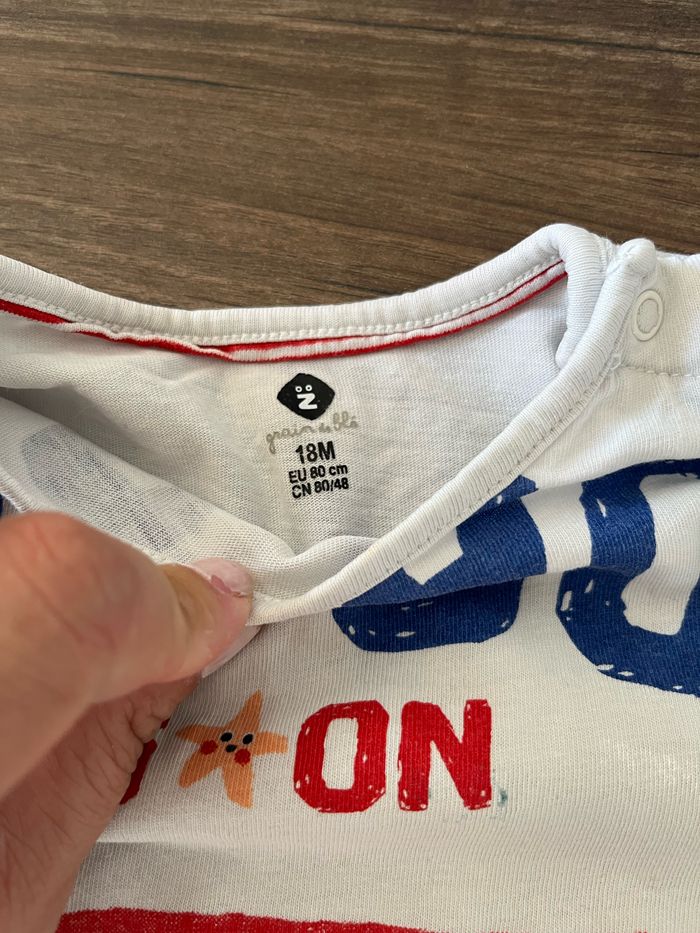 Z
grain de blé
18M
EU 80 cm
CN 80/48
ON